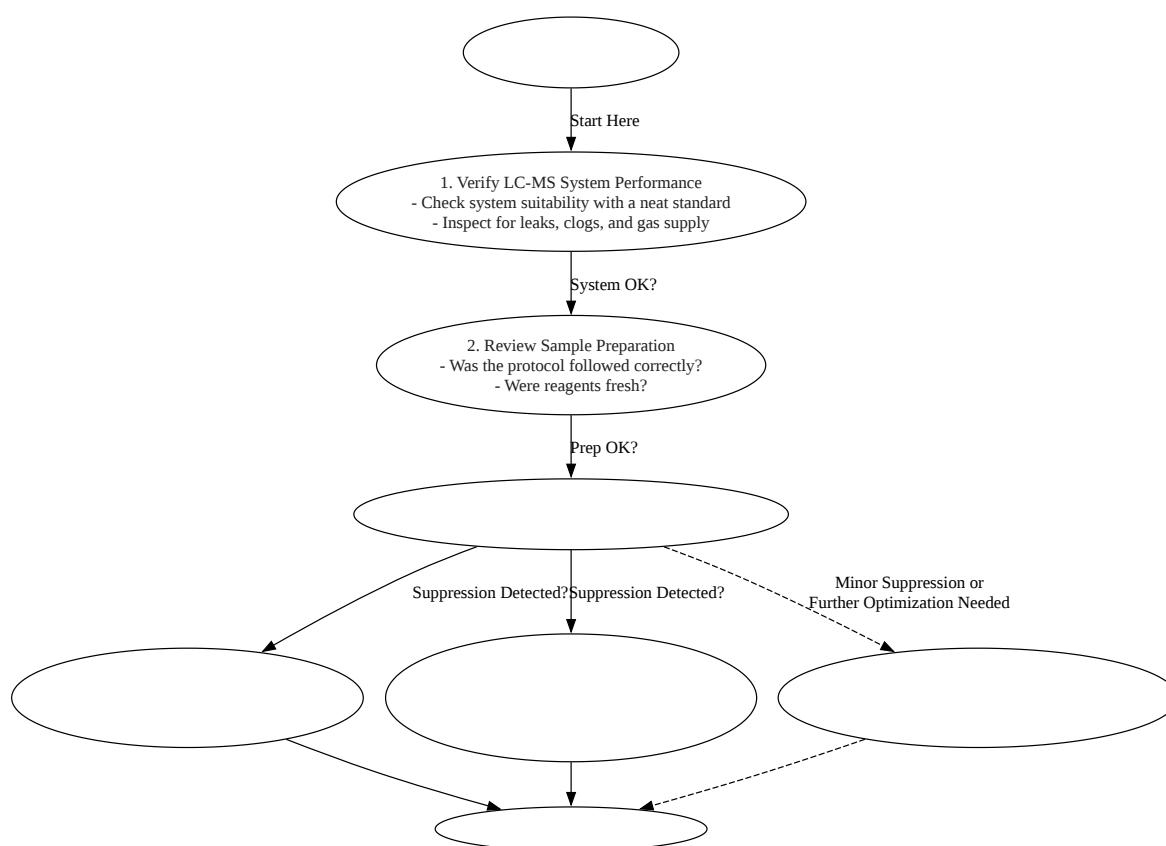 Start Here
1. Verify LC-MS System Performance
- Check system suitability with a neat standard
- Inspect for leaks, clogs, and gas supply
System OK?
2. Review Sample Preparation
- Was the protocol followed correctly?
- Were reagents fresh?
Prep OK?
Suppression Detected?
Suppression Detected?
Minor Suppression or
Further Optimization Needed